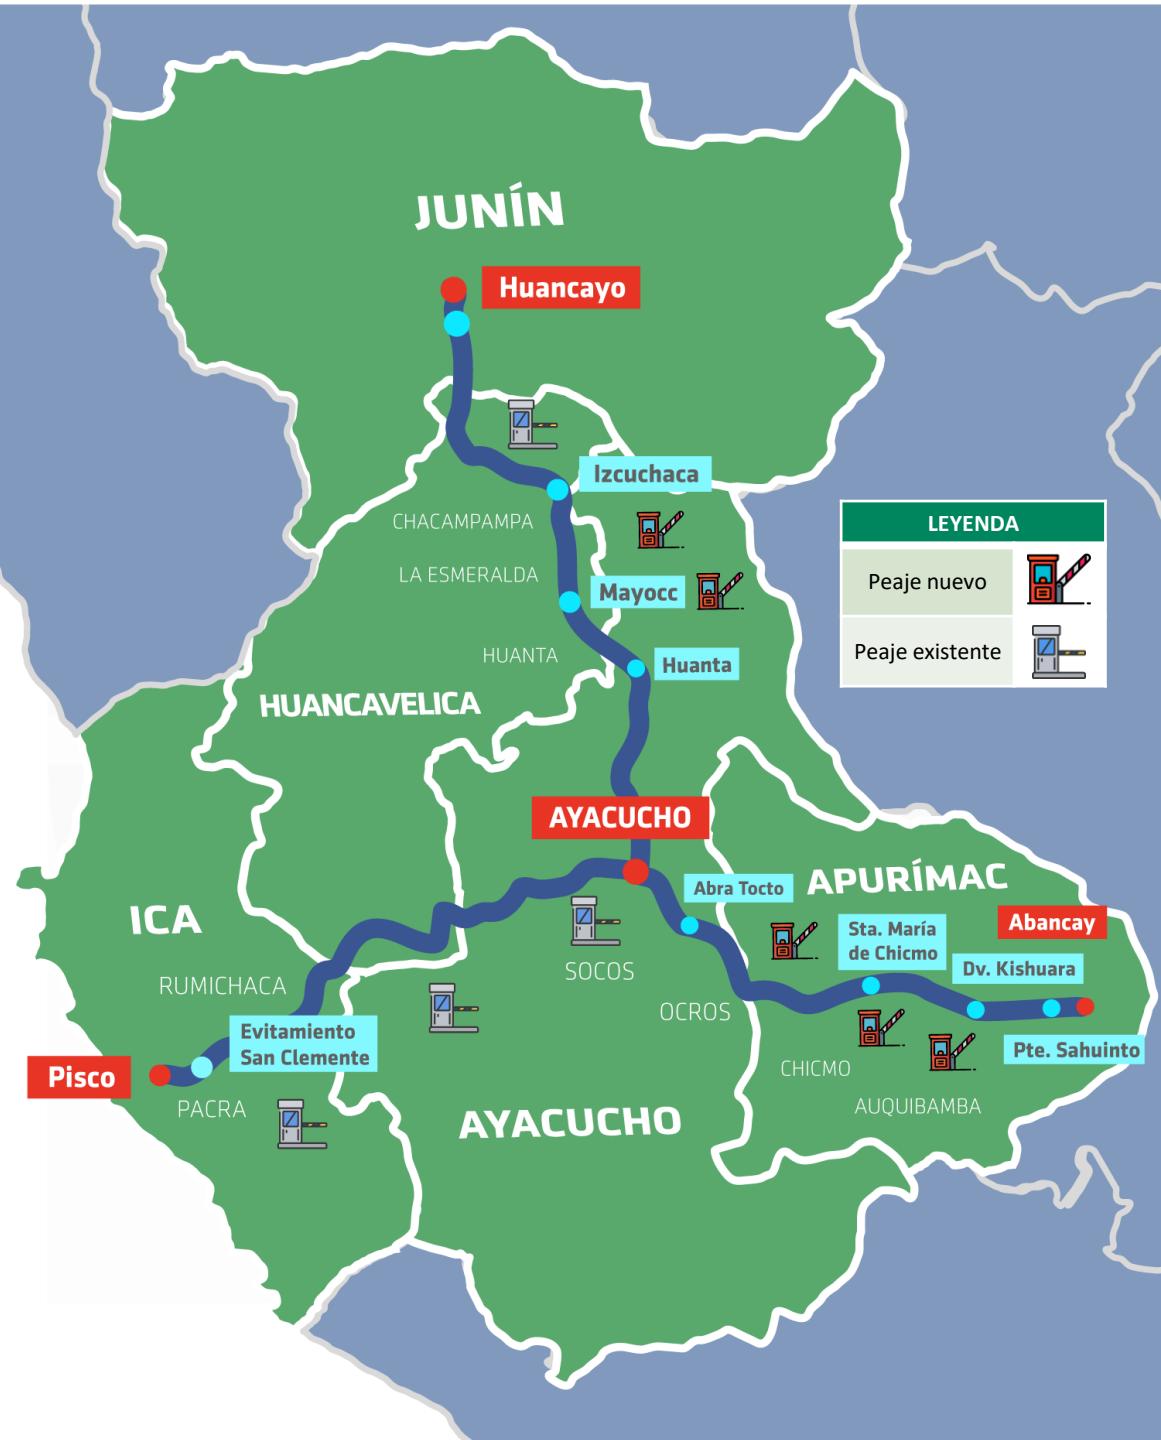 JUNÍN
Huancayo
Izcuchaca
CHACAMPAMPA
LEYENDA
Peaje nuevo
Peaje existente
LA ESMERALDA
Mayocc
HUANTA
Huanta
HUANCAVELICA
AYACUCHO
Abra Tocto
APURÍMAC
ICA
Abancay
Sta. María
de Chicmo
SOCOS
Dv. Kishuara
RUMICHACA
OCROS
Evitamiento
San Clemente
Pte. Sahuinto
Pisco
CHICMO
PACRA
AUQUIBAMBA
AYACUCHO